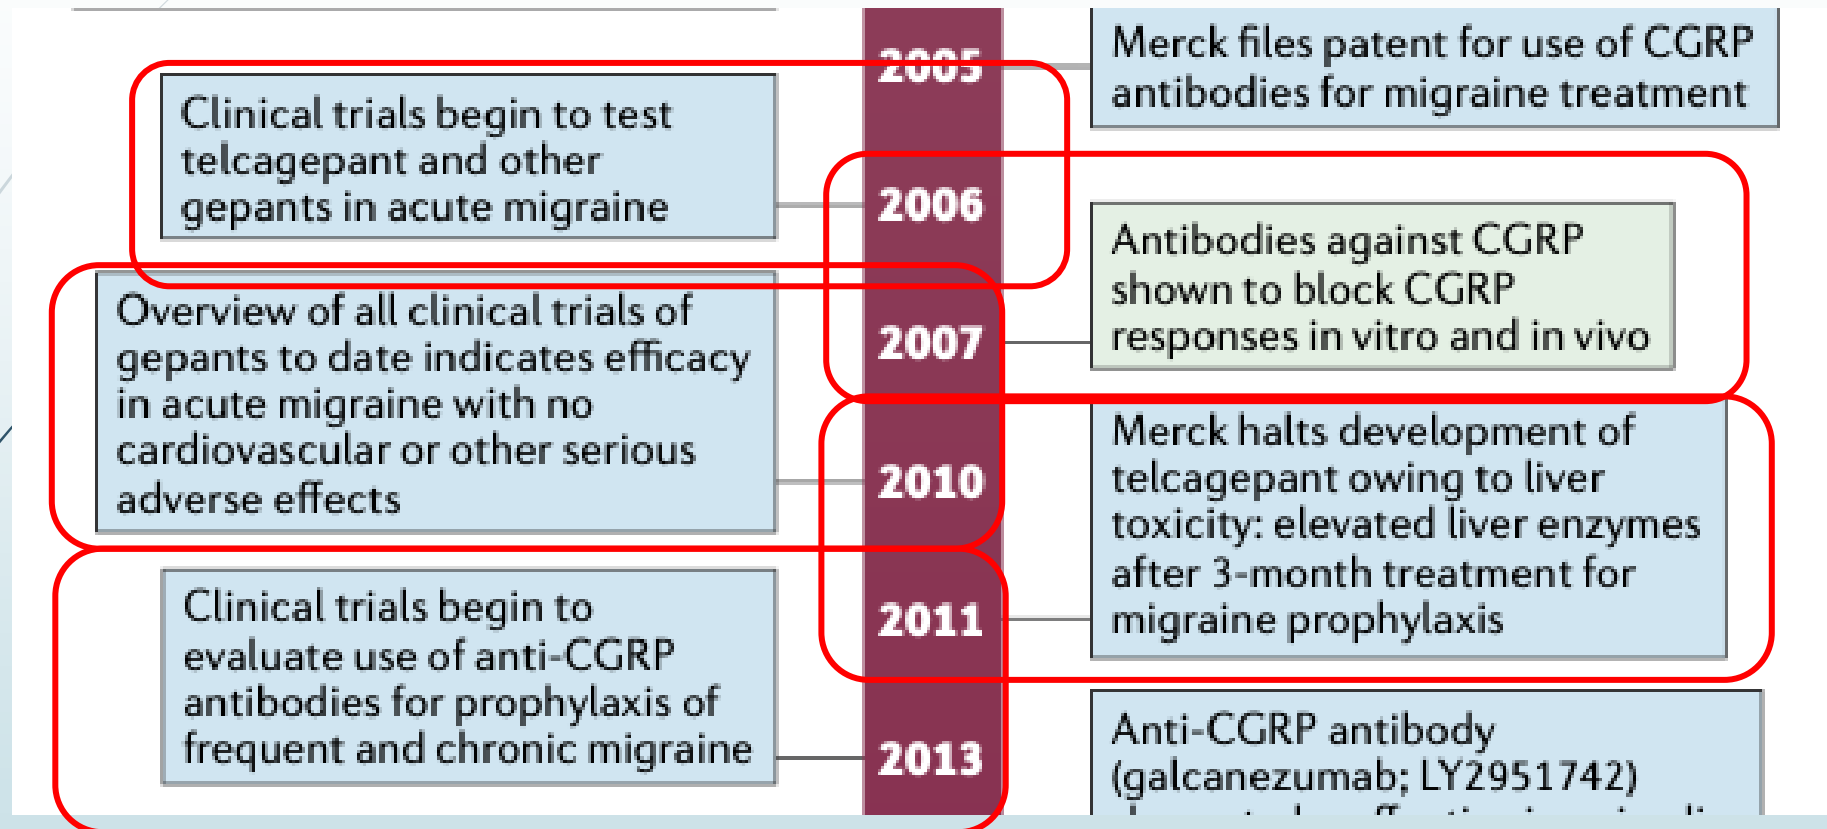 2005
Merck files patent for use of CGRP
antibodies for migraine treatment
Clinical trials begin to test
telcagepant and other
gepants in acute migraine
2006
Antibodies against CGRP
shown to block CGRP
responses in vitro and in vivo
2007
Overview of all clinical trials of
gepants to date indicates efficacy
in acute migraine with no
cardiovascular or other serious
adverse effects
2010
Merck halts development of
telcagepant owing to liver
toxicity: elevated liver enzymes
after 3-month treatment for
migraine prophylaxis
2011
Clinical trials begin to
evaluate use of anti-CGRP
antibodies for prophylaxis of
frequent and chronic migraine
2013
Anti-CGRP antibody
(galcanezumab; LY2951742)